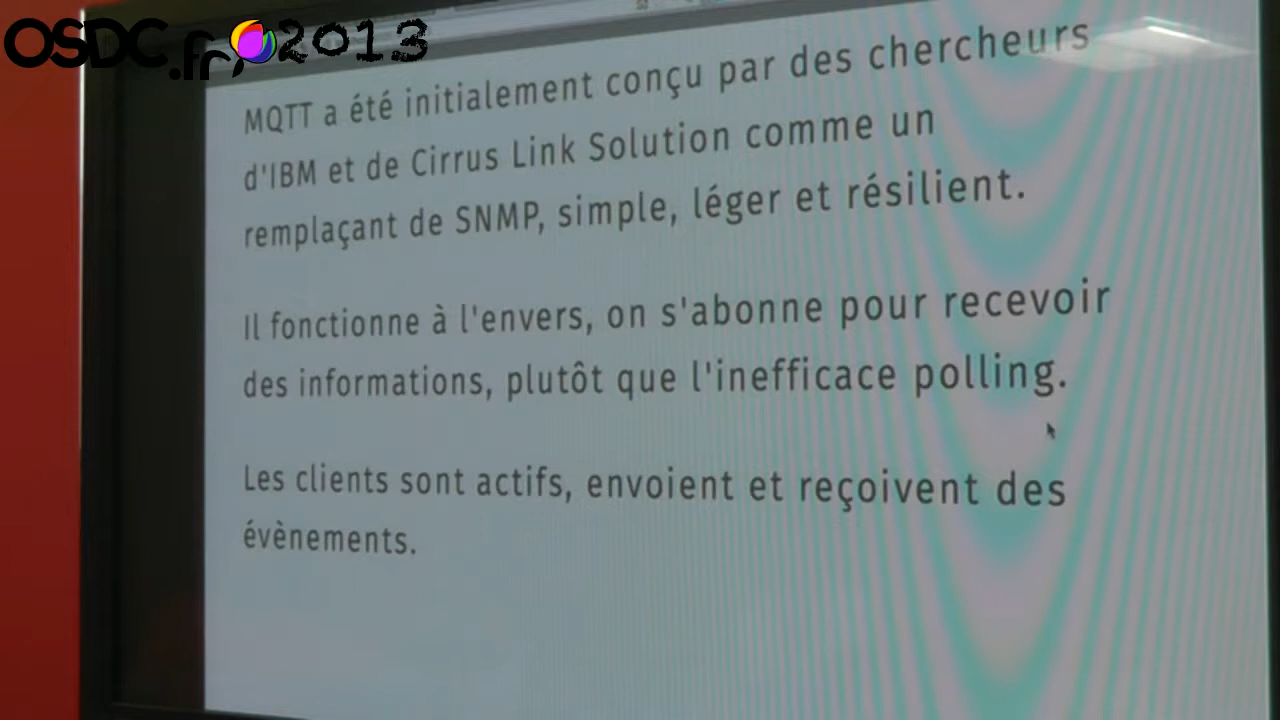 OSDC.fr 2013
MQTT a été initialement conçu par des chercheurs
d'IBM et de Cirrus Link Solution comme un
remplaçant de SNMP, simple, léger et résilient.
Il fonctionne à l'envers, on s'abonne pour recevoir
des informations, plutôt que l'inefficace polling.
Les clients sont actifs, envoient et reçoivent des
évènements.